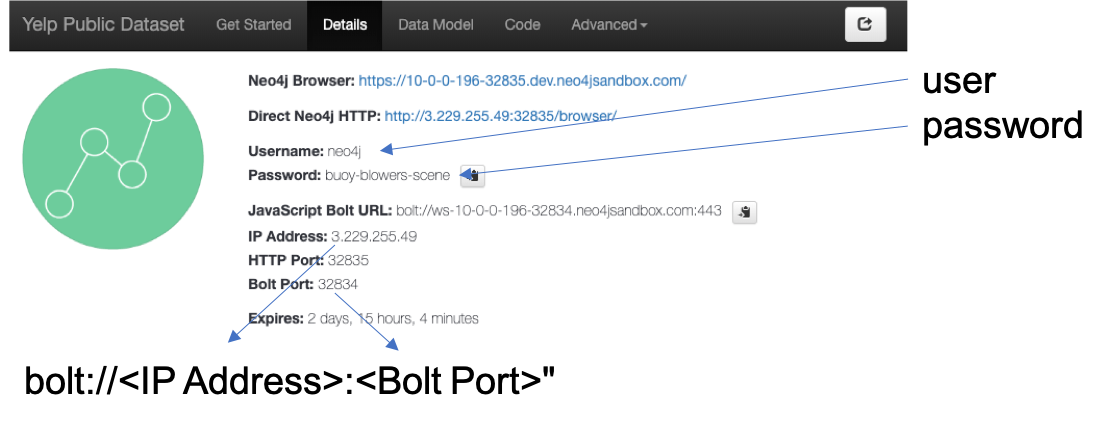 Yelp Public Dataset Get Started Details Data Model Code Advanced
Neo4j Browser: https://10-0-0-196-32835.dev.neo4jsandbox.com/
user
Direct Neo4j HTTP: http://3.229.255.49:32835/browser/
password
Username: neo4j
Password: buoy-blowers-scene
JavaScript Bolt URL: bolt://ws-10-0-0-196-32834.neo4jsandbox.com:443
IP Address: 3.229.255.49
HTTP Port: 32835
Bolt Port: 32834
Expires: 2 days, 15 hours, 4 minutes
bolt://<IP Address>:<Bolt Port>"